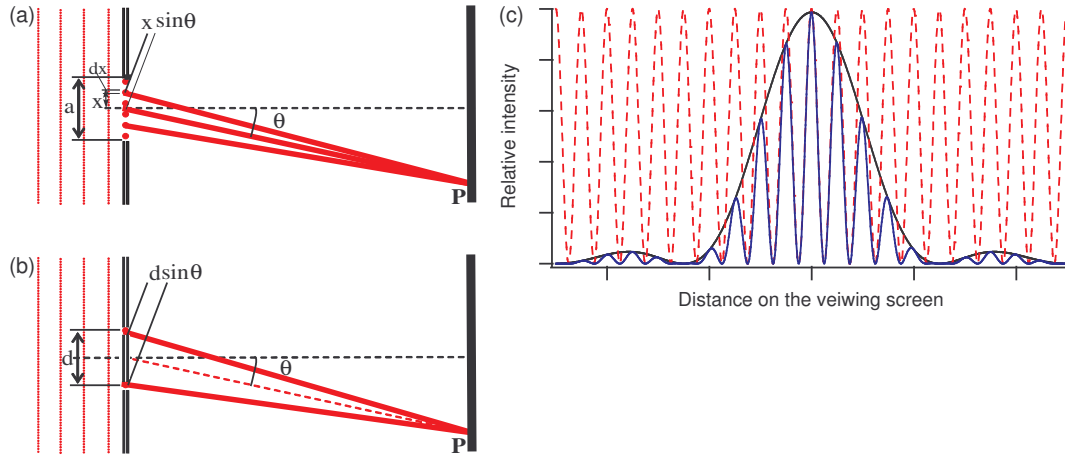 (a)
x sinθ
dx
x
a
θ
P
(b)
dsinθ
d
θ
P
(c)
Relative intensity
Distance on the veiwing screen